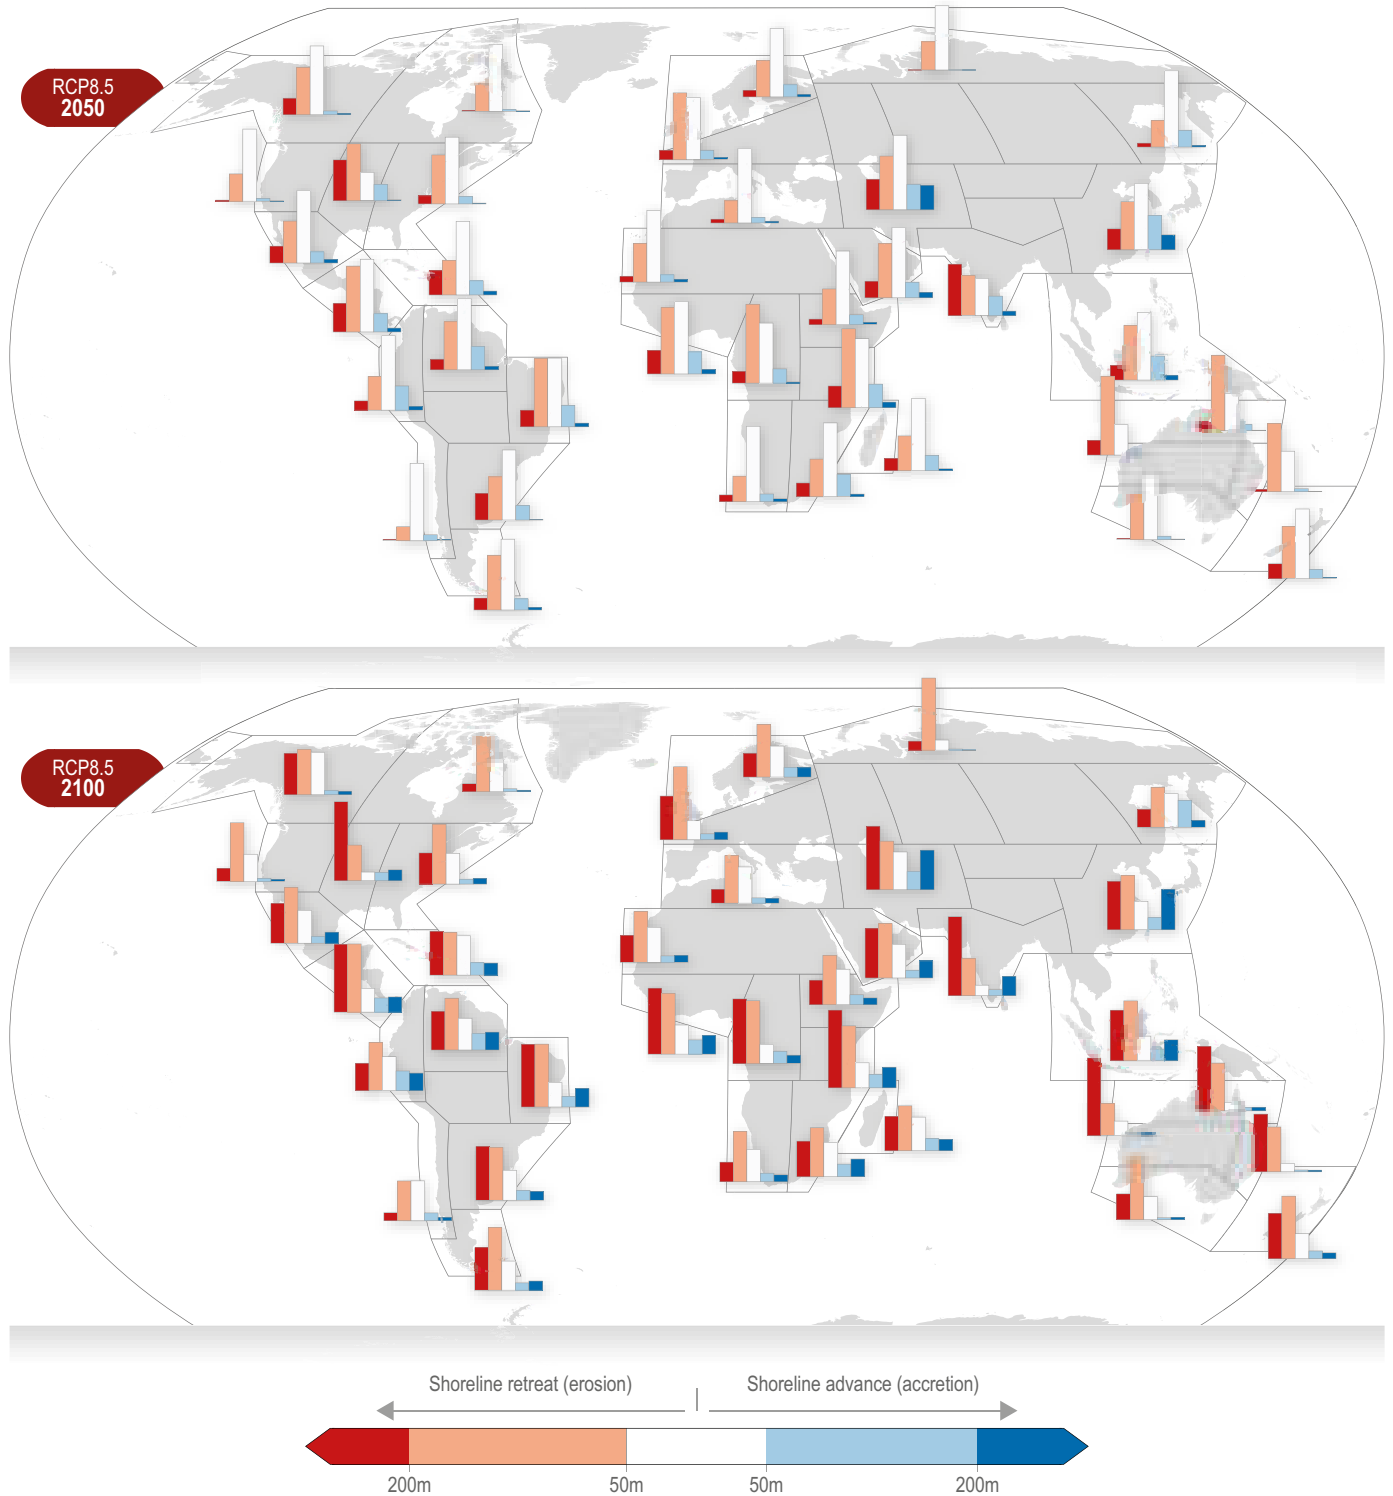 RCP8.5
2050
RCP8.5
2100
Shoreline retreat (erosion)
Shoreline advance (accretion)
200m
50m
50m
200m